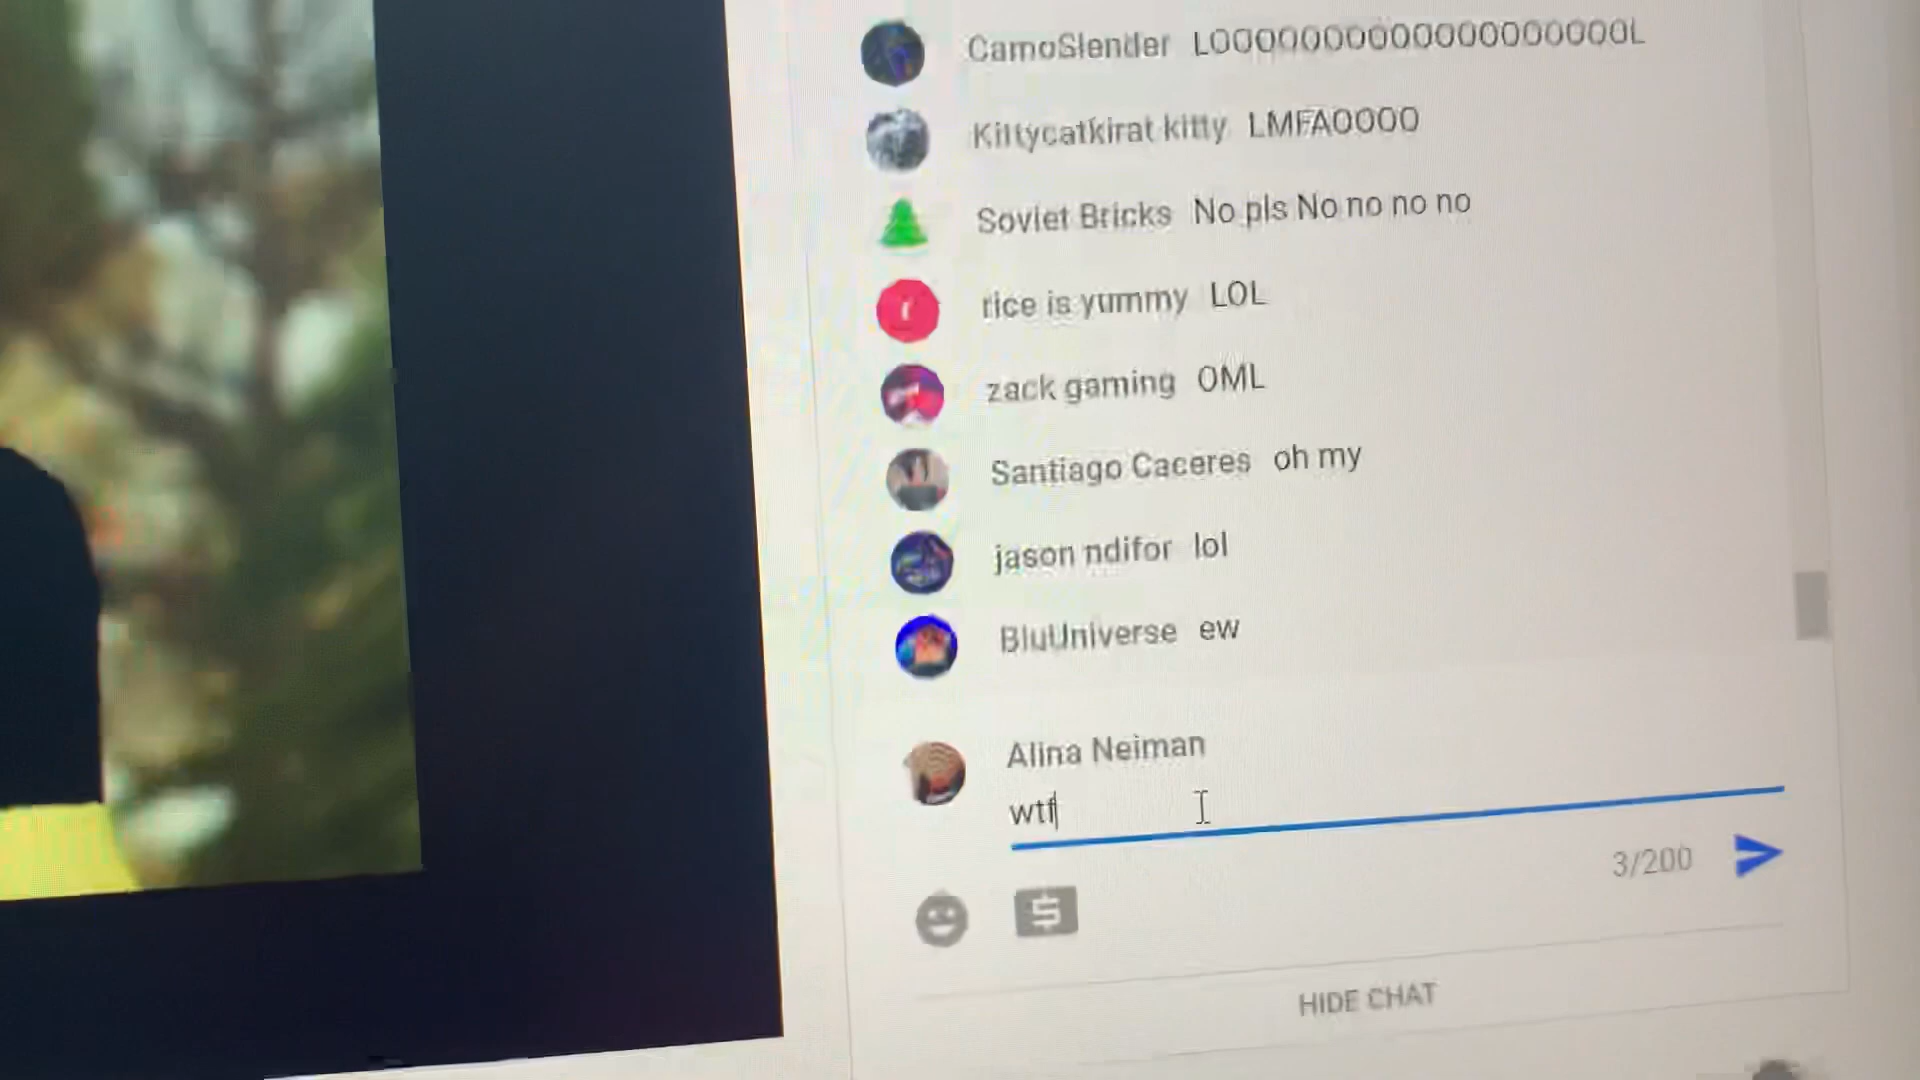 CamoSlender LOOOOOOOOOOOOOOOOOOOOL
Kittycatkirat kitty LMFAOOOO
Soviet Bricks No pls No no no no
r rice is yummy LOL
zack gaming OML
Santiago Caceres oh my
jason ndifor lol
BluUniverse ew
Alina Neiman
wtf
3/200
$
HIDE CHAT